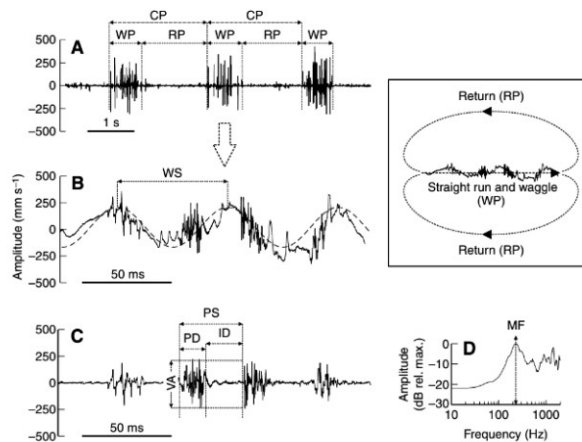 CP CP
WP RP WP RP WP
A
500
250
0
−250
−500
1 s
B
WS
500
250
0
−250
−500
Amplitude (mm s⁻¹)
50 ms
C
PS
PD ID
VA
500
250
0
−250
−500
50 ms
Return (RP)
Straight run and waggle
(WP)
Return (RP)
D
MF
0
−10
−20
−30
Amplitude
(dB rel. max.)
10 100 1000
Frequency (Hz)